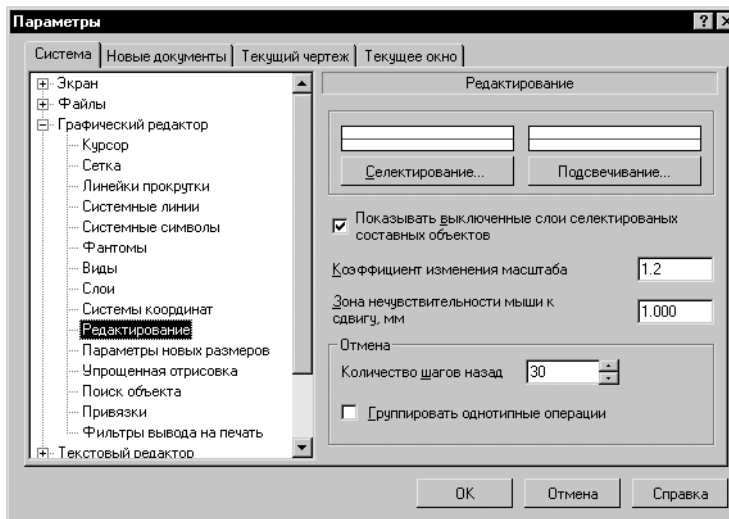 Параметры
Система Новые документы Текущий чертеж Текущее окно
Экран
Файлы
Графический редактор
Курсор
Сетка
Линейки прокрутки
Системные линии
Системные символы
Фантомы
Виды
Слои
Системы координат
Редактирование
Параметры новых размеров
Упрощенная отрисовка
Поиск объекта
Привязки
Фильтры вывода на печать
Текстовый редактор
Редактирование
Селектирование... Подсвечивание...
Показывать выключенные слои селектированых
составных объектов
Коэффициент изменения масштаба 1.2
Зона нечувствительности мыши к
сдвигу, мм 1.000
Отмена
Количество шагов назад 30
Группировать однотипные операции
OK Отмена Справка